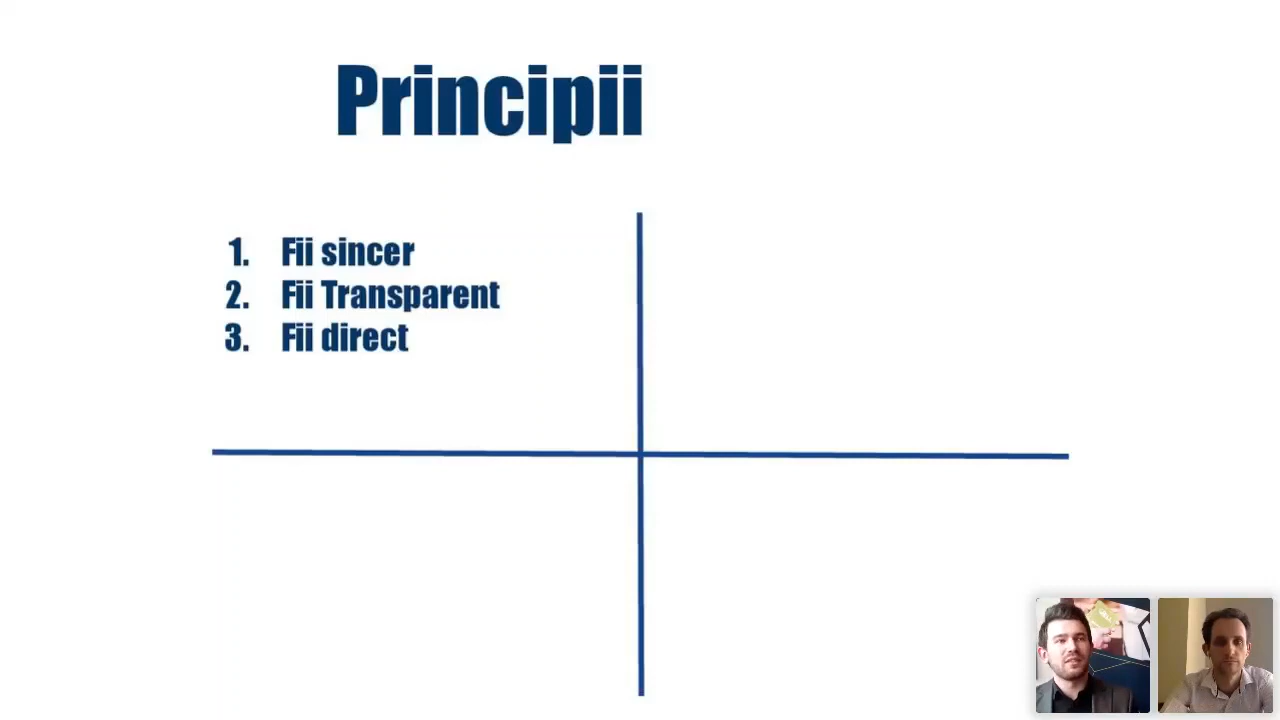 Principii
1. Fii sincer
2. Fii Transparent
3. Fii direct